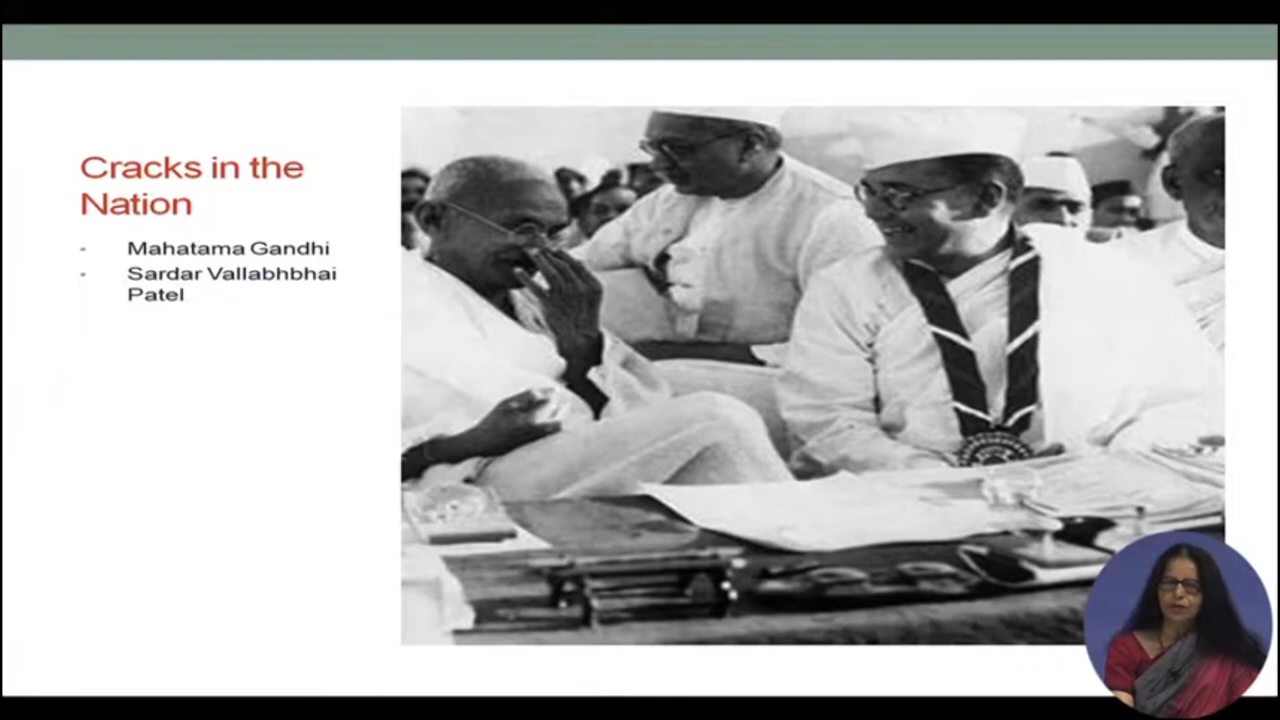 Cracks in the
Nation
• Mahatama Gandhi
• Sardar Vallabhbhai
Patel